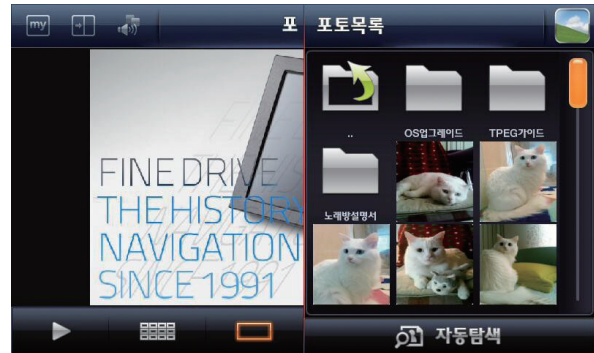 my
포
포토목록
FINE DRIVE
THE HISTORY
NAVIGATION
SINCE 1991
..
OS업그레이드
TPEG가이드
노래방설명서
자동탐색